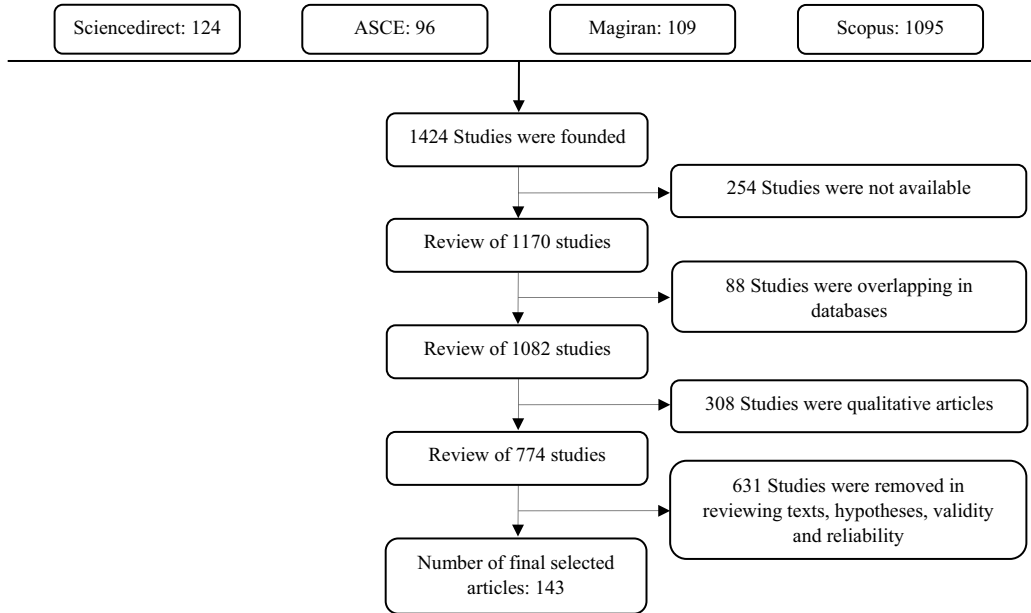 Sciencedirect: 124
ASCE: 96
Magiran: 109
Scopus: 1095
1424 Studies were founded
254 Studies were not available
Review of 1170 studies
88 Studies were overlapping in
databases
Review of 1082 studies
308 Studies were qualitative articles
Review of 774 studies
631 Studies were removed in
reviewing texts, hypotheses, validity
and reliability
Number of final selected
articles: 143